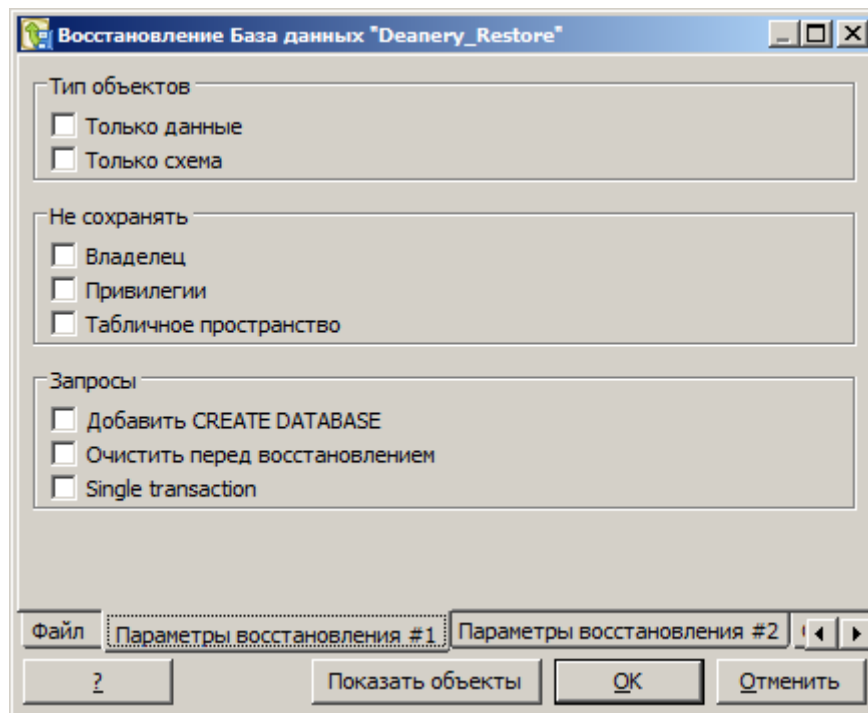 Восстановление База данных "Deanery_Restore"
Тип объектов
Только данные
Только схема
Не сохранять
Владелец
Привилегии
Табличное пространство
Запросы
Добавить CREATE DATABASE
Очистить перед восстановлением
Single transaction
Файл Параметры восстановления #1 Параметры восстановления #2
? Показать объекты OK Отменить